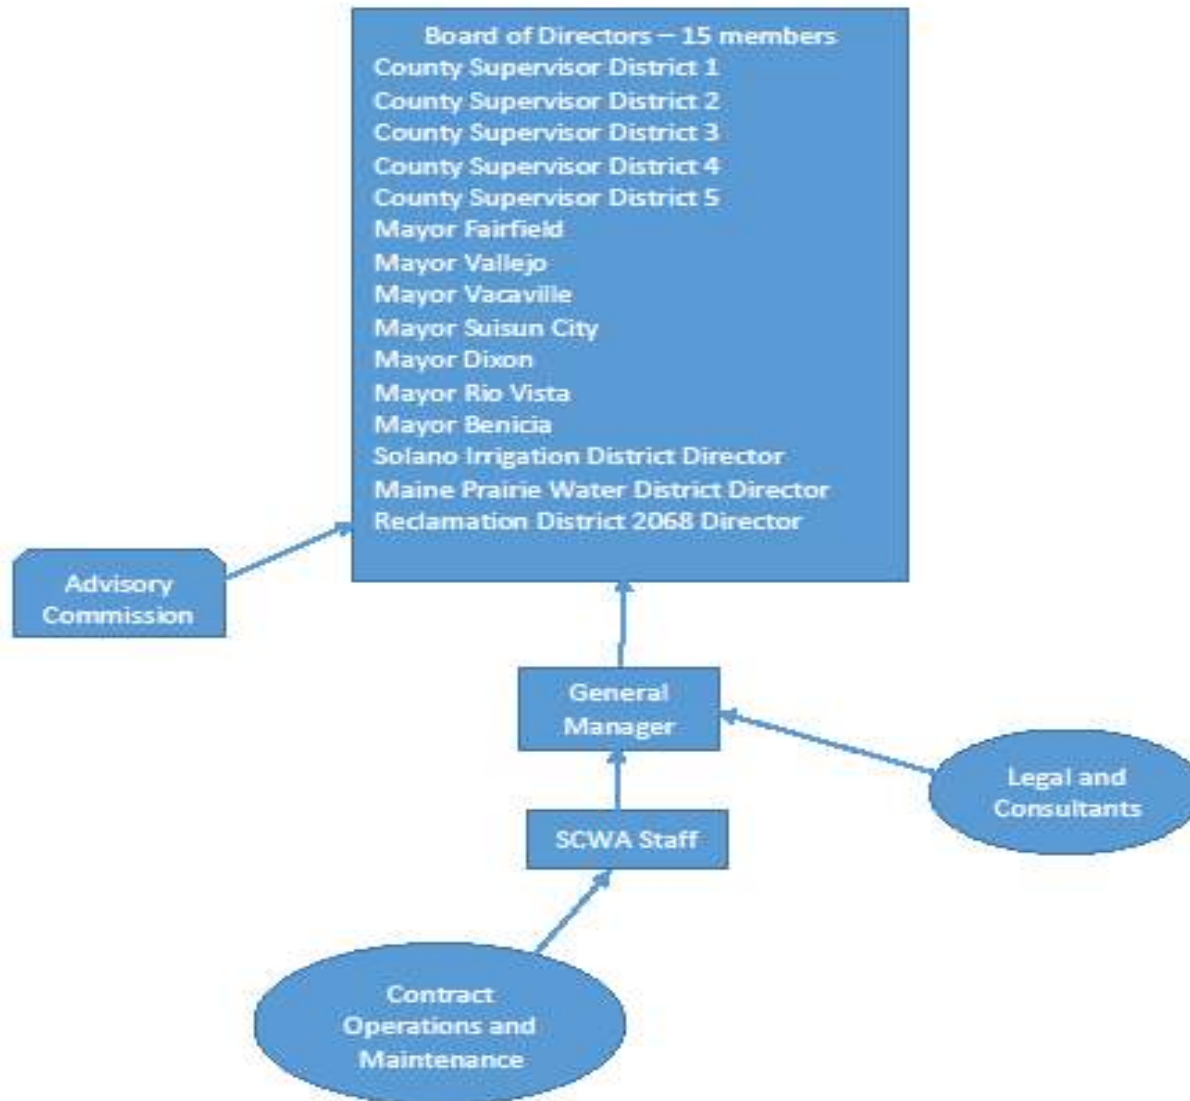 Board of Directors – 15 members
County Supervisor District 1
County Supervisor District 2
County Supervisor District 3
County Supervisor District 4
County Supervisor District 5
Mayor Fairfield
Mayor Vallejo
Mayor Vacaville
Mayor Suisun City
Mayor Dixon
Mayor Rio Vista
Mayor Benicia
Solano Irrigation District Director
Maine Prairie Water District Director
Reclamation District 2068 Director
Advisory
Commission
General
Manager
Legal and
Consultants
SCWA Staff
Contract
Operations and
Maintenance